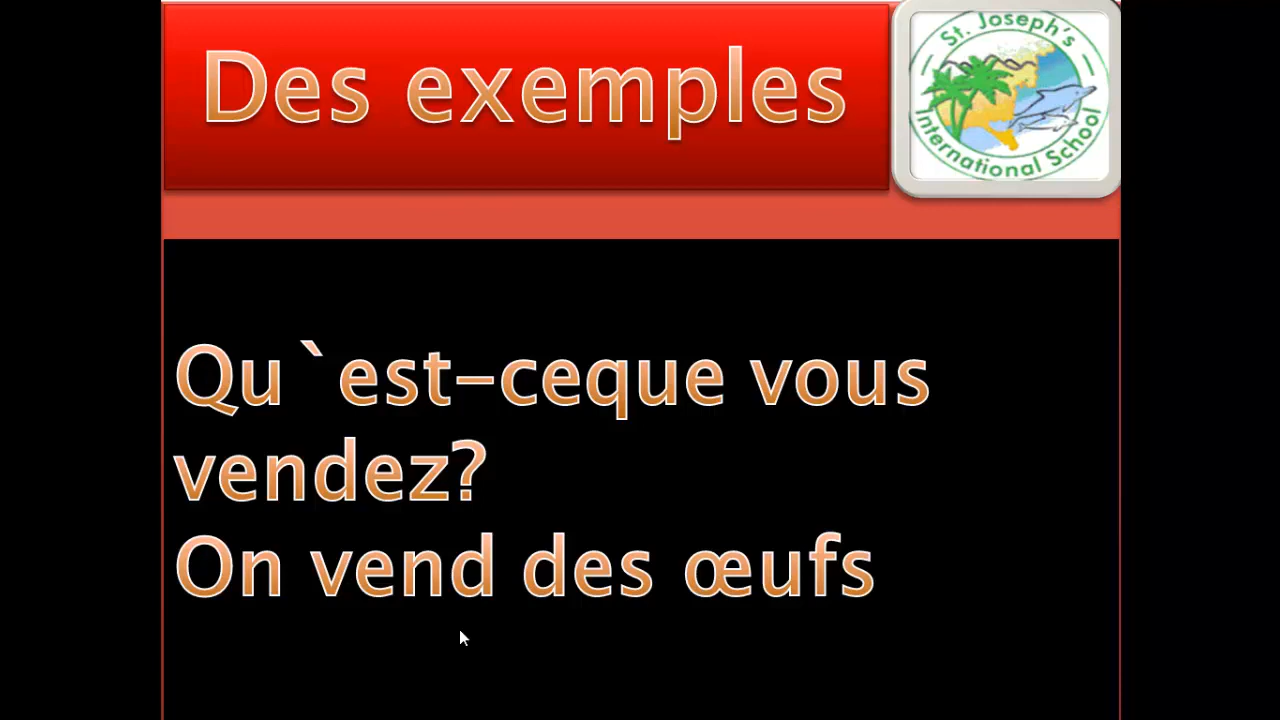 Des exemples
St. Joseph's
International School
Qu`est-ceque vous
vendez?
On vend des œufs